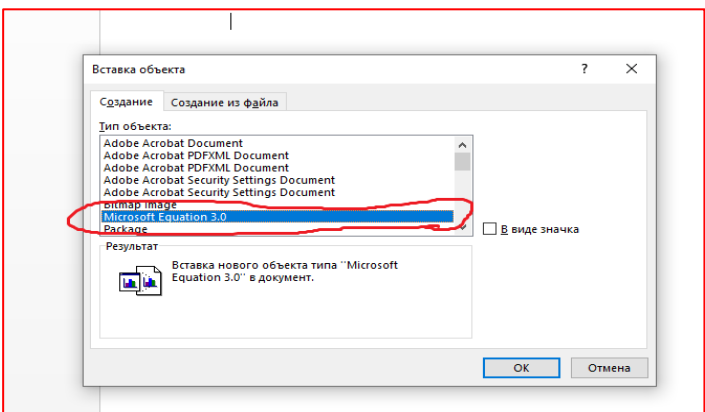 Вставка объекта ? ×
Создание Создание из файла
Тип объекта:
Adobe Acrobat Document
Adobe Acrobat PDFXML Document
Adobe Acrobat PDFXML Document
Adobe Acrobat Security Settings Document
Adobe Acrobat Security Settings Document
Bitmap Image
Microsoft Equation 3.0
Package
В виде значка
Результат
Вставка нового объекта типа "Microsoft
Equation 3.0" в документ.
OK Отмена